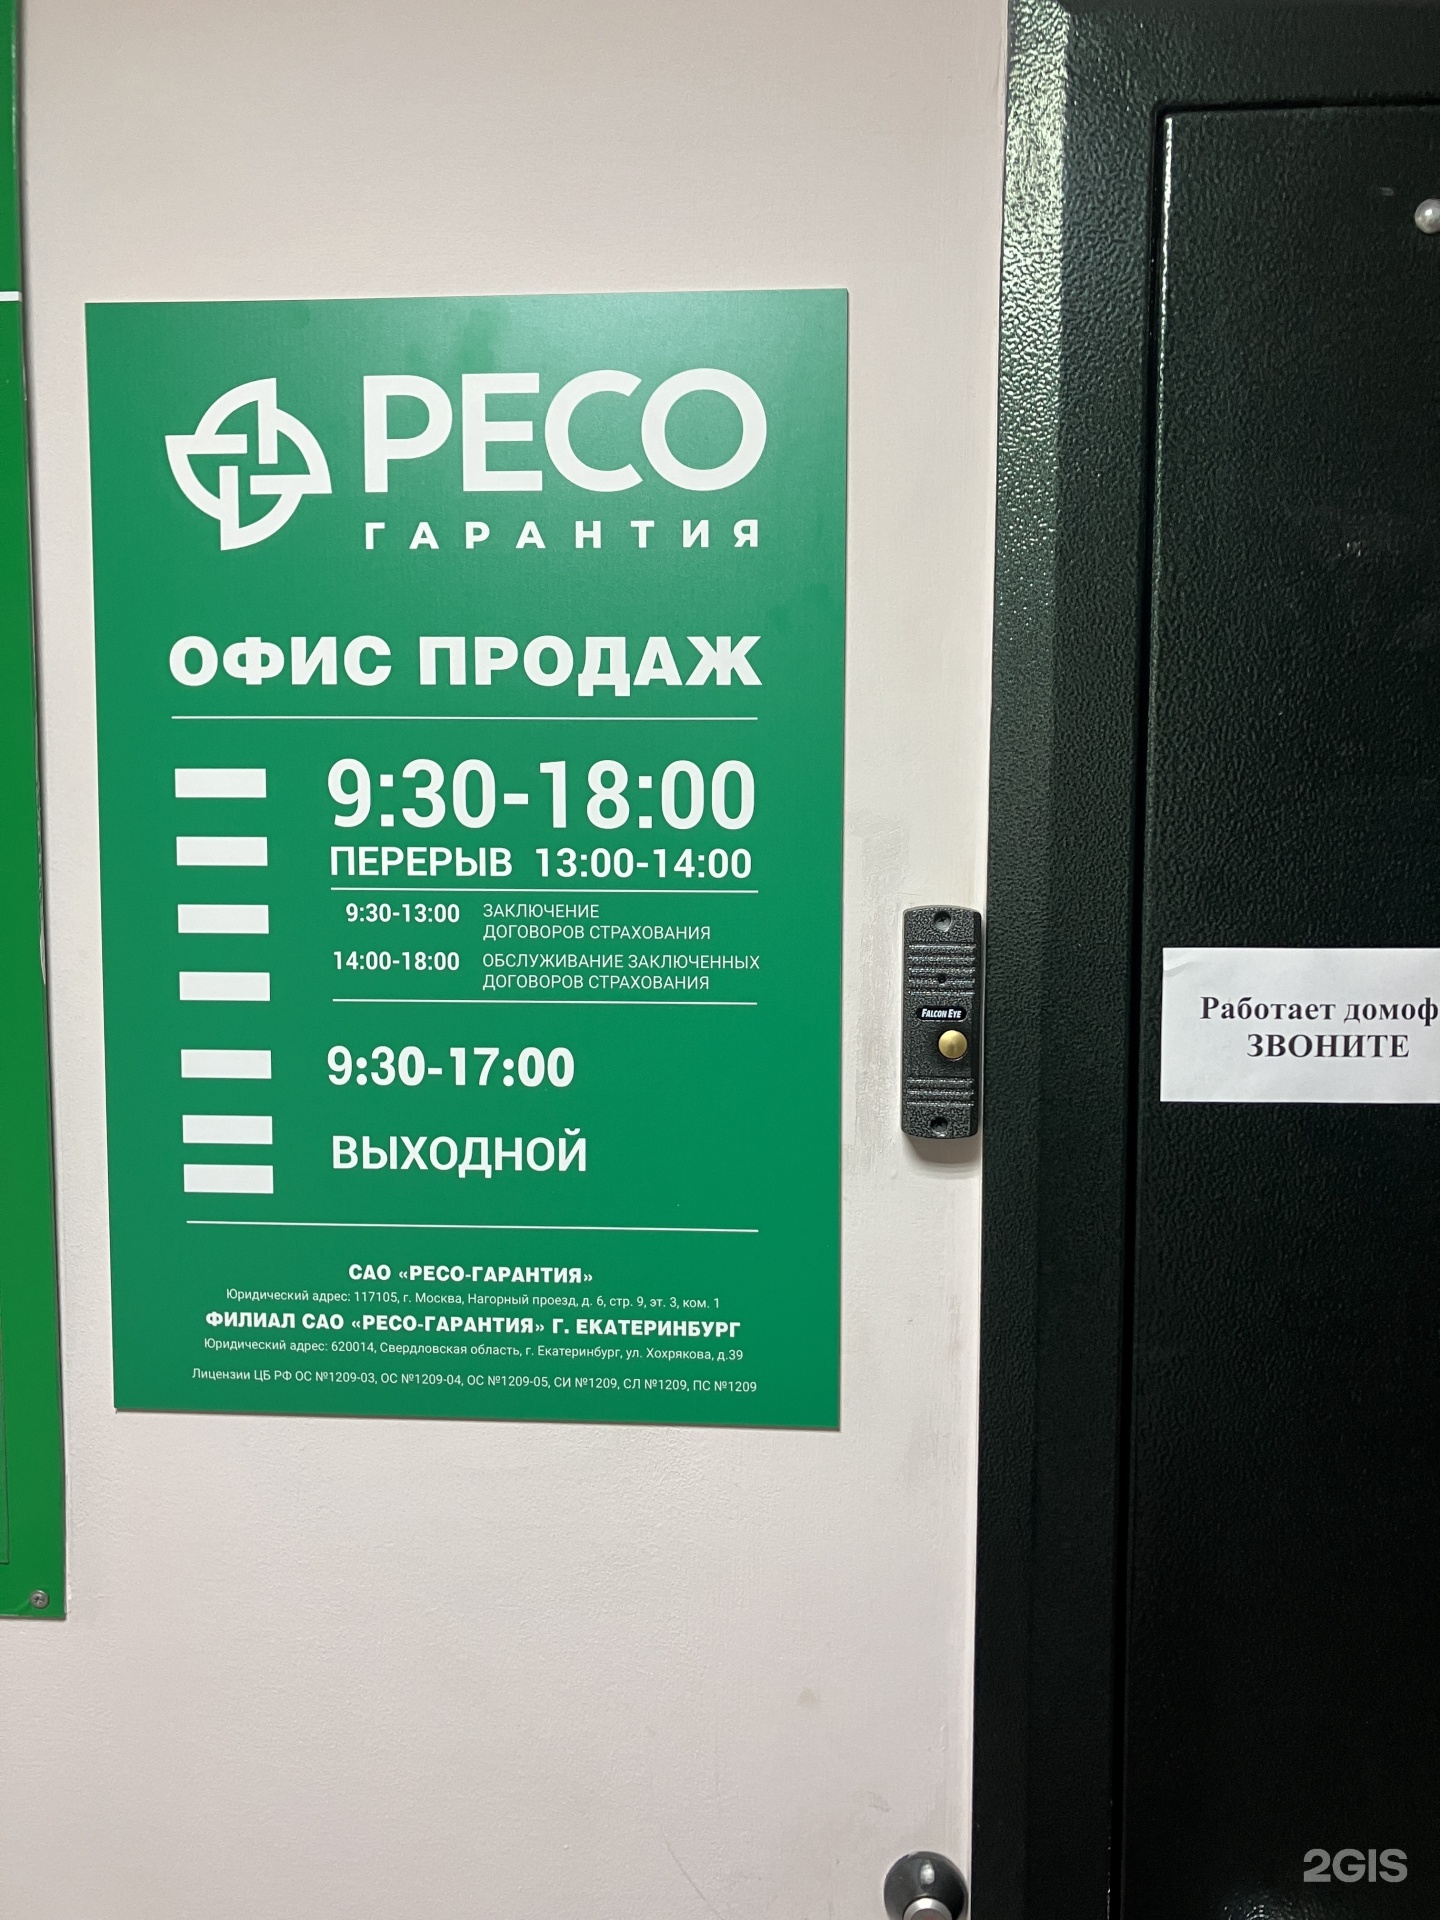 РЕСО
ГАРАНТИЯ
ОФИС ПРОДАЖ
9:30-18:00
ПЕРЕРЫВ 13:00-14:00
9:30-13:00 ЗАКЛЮЧЕНИЕ
ДОГОВОРОВ СТРАХОВАНИЯ
14:00-18:00 ОБСЛУЖИВАНИЕ ЗАКЛЮЧЕННЫХ
ДОГОВОРОВ СТРАХОВАНИЯ
9:30-17:00
ВЫХОДНОЙ
САО «РЕСО-ГАРАНТИЯ»
Юридический адрес: 117105, г. Москва, Нагорный проезд, д. 6, стр. 9, эт. 3, ком. 1
ФИЛИАЛ САО «РЕСО-ГАРАНТИЯ» Г. ЕКАТЕРИНБУРГ
Юридический адрес: 620014, Свердловская область, г. Екатеринбург, ул. Хохрякова, д.39
Лицензии ЦБ РФ ОС №1209-03, ОС №1209-04, ОС №1209-05, СИ №1209, СЛ №1209, ПС №1209
FALCON EYE
Работает домоф
ЗВОНИТЕ
2GIS